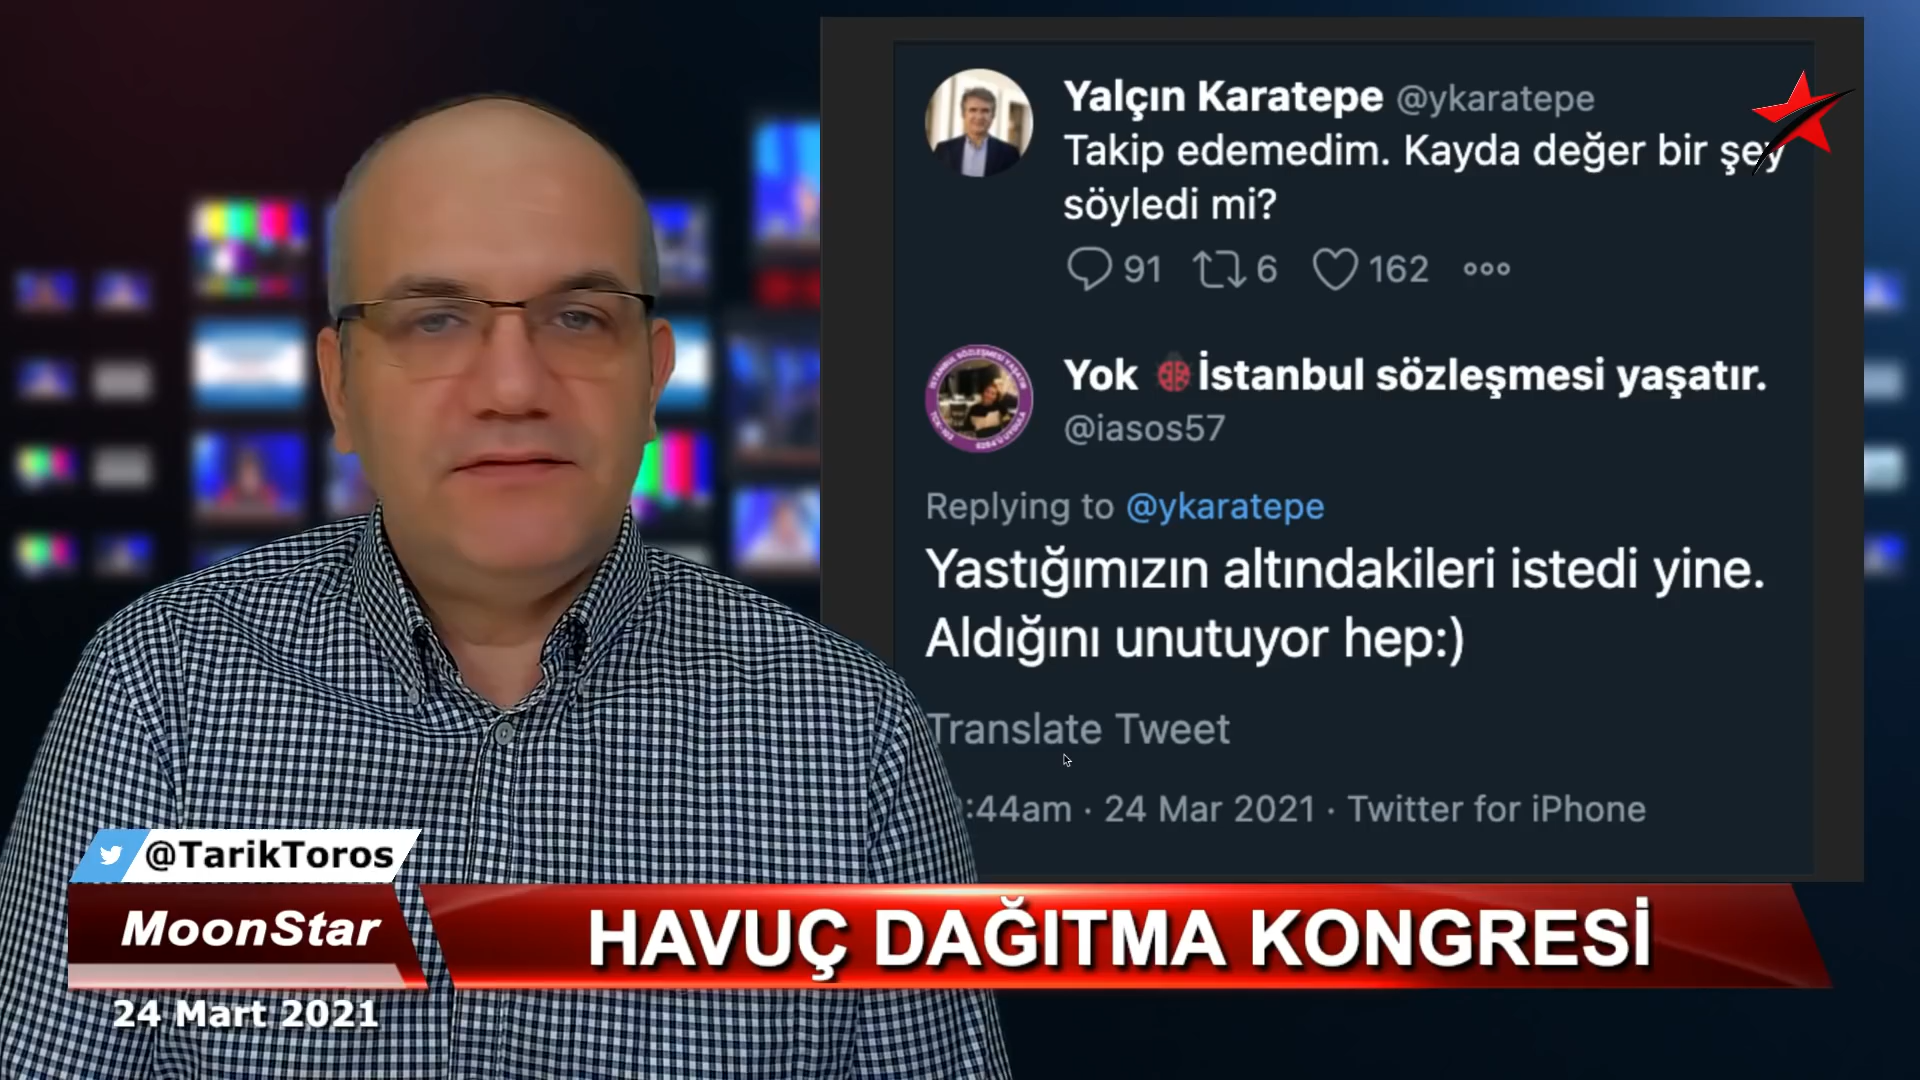 Yalçın Karatepe @ykaratepe
Takip edemedim. Kayda değer bir şey
söyledi mi?
91 6 162
Yok 🐞İstanbul sözleşmesi yaşatır.
@iasos57
Replying to @ykaratepe
Yastığımızın altındakileri istedi yine.
Aldığını unutuyor hep:)
Translate Tweet
:44am · 24 Mar 2021 · Twitter for iPhone
@TarikToros
MoonStar
HAVUÇ DAĞITMA KONGRESİ
24 Mart 2021